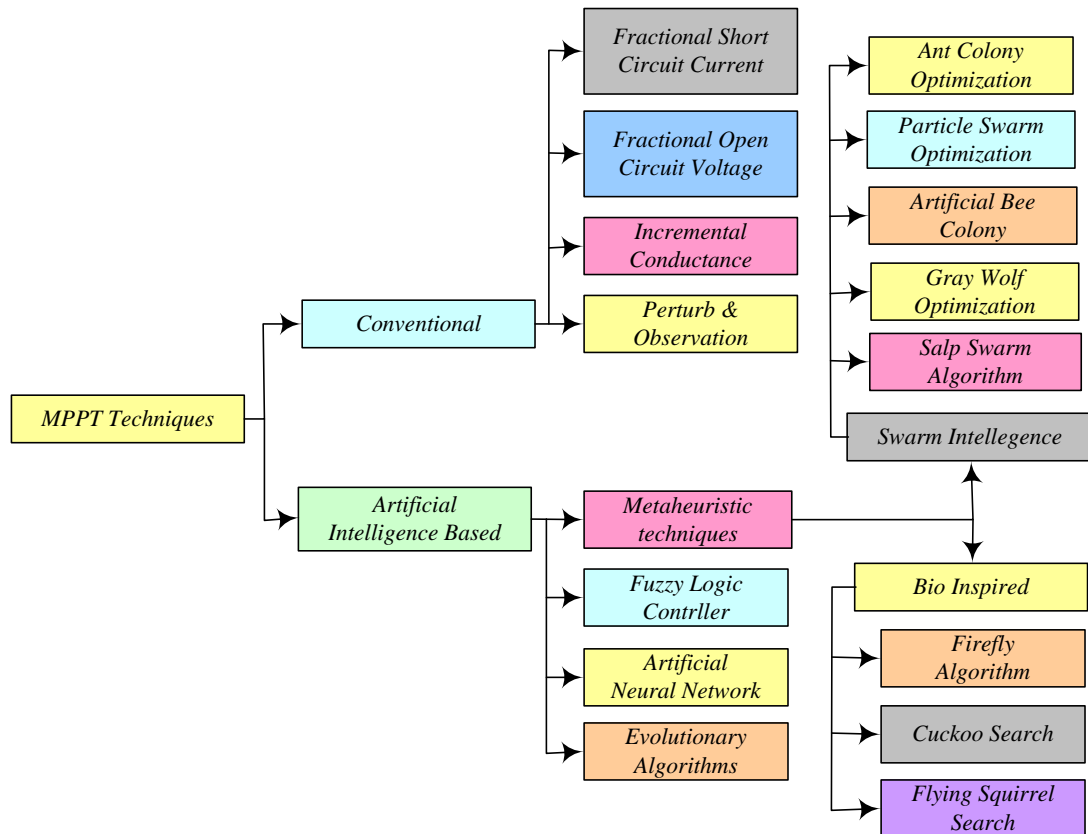 MPPT Techniques
Conventional
Fractional Short
Circuit Current
Fractional Open
Circuit Voltage
Incremental
Conductance
Perturb &
Observation
Artificial
Intelligence Based
Metaheuristic
techniques
Fuzzy Logic
Contrller
Artificial
Neural Network
Evolutionary
Algorithms
Swarm Intellegence
Ant Colony
Optimization
Particle Swarm
Optimization
Artificial Bee
Colony
Gray Wolf
Optimization
Salp Swarm
Algorithm
Bio Inspired
Firefly
Algorithm
Cuckoo Search
Flying Squirrel
Search